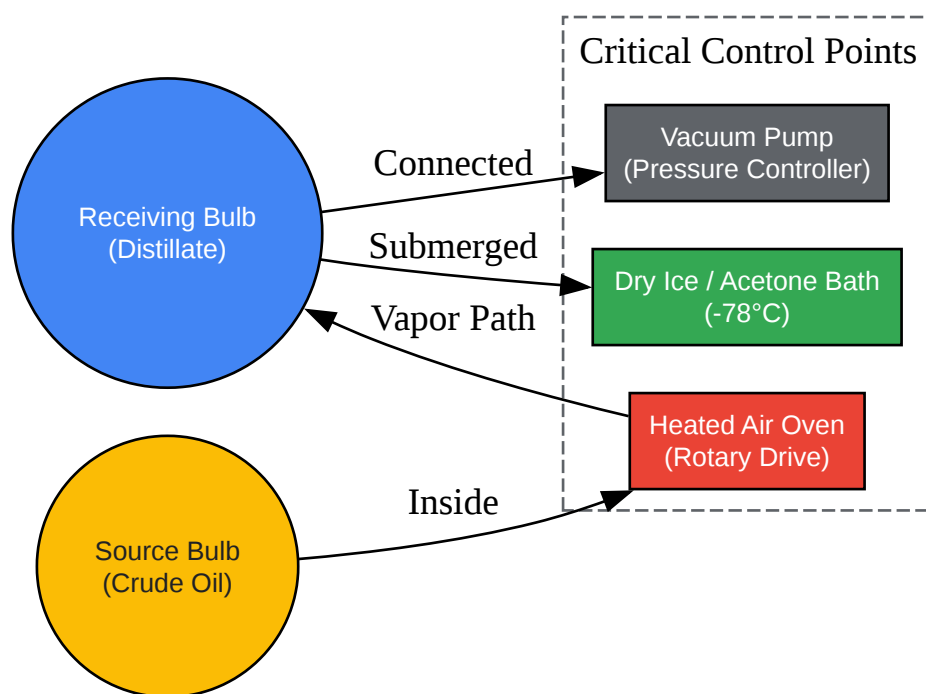 Critical Control Points
Vacuum Pump
(Pressure Controller)
Connected
Receiving Bulb
(Distillate)
Submerged
Dry Ice / Acetone Bath
(-78°C)
Vapor Path
Heated Air Oven
(Rotary Drive)
Inside
Source Bulb
(Crude Oil)